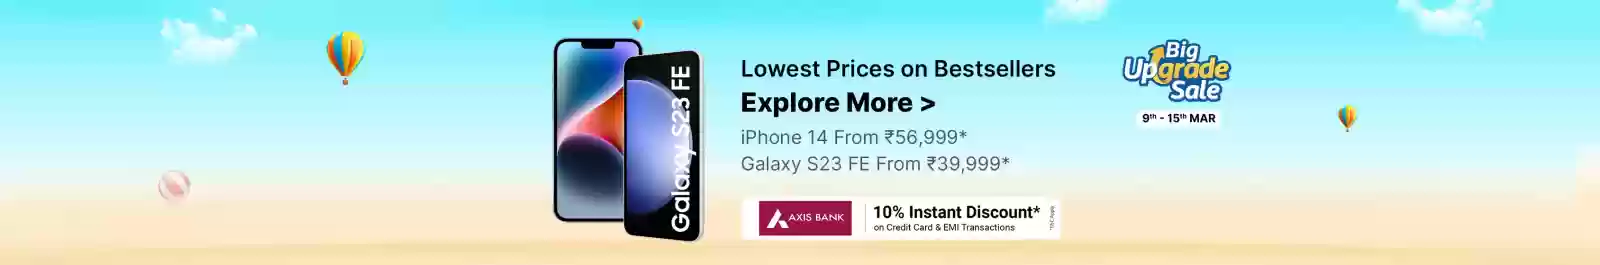 Galaxy S23 FE
Lowest Prices on Bestsellers
Explore More >
iPhone 14 From ₹56,999*
Galaxy S23 FE From ₹39,999*
AXIS BANK
10% Instant Discount*
on Credit Card & EMI Transactions
*T&C Apply
Big
Upgrade
Sale
9th - 15th MAR